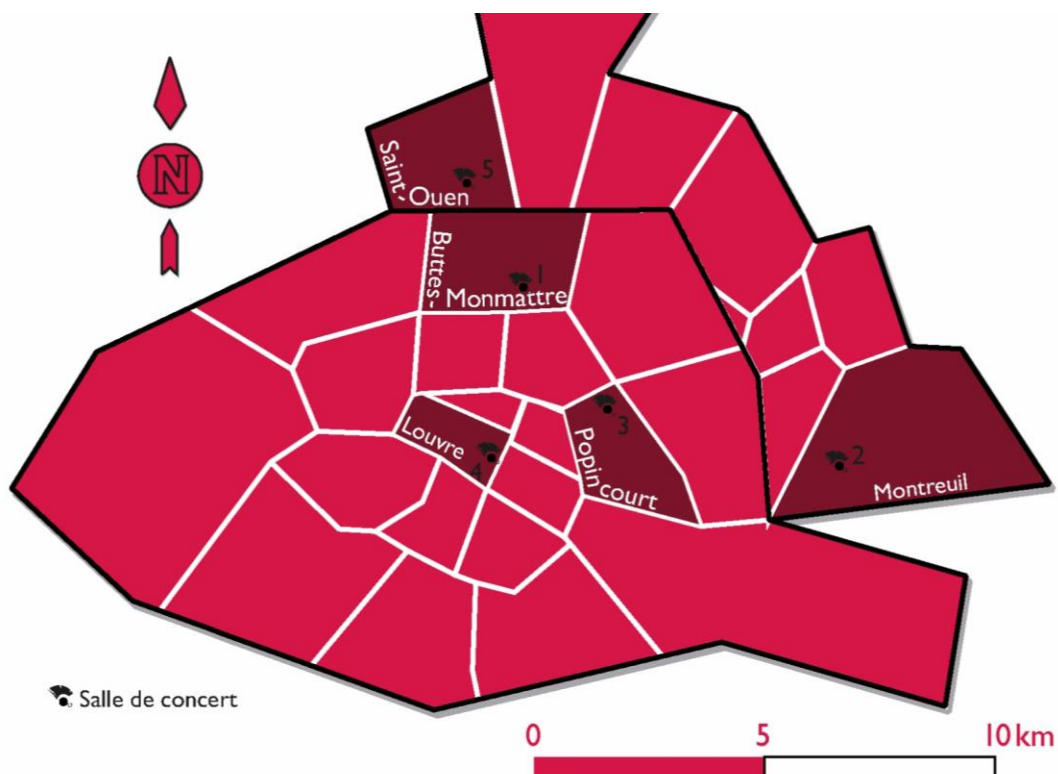 N
5
Saint-
Ouen
Buttes-
1
Monmattre
3
Louvre
4
Popincourt
2
Montreuil
Salle de concert
0 5 10 km